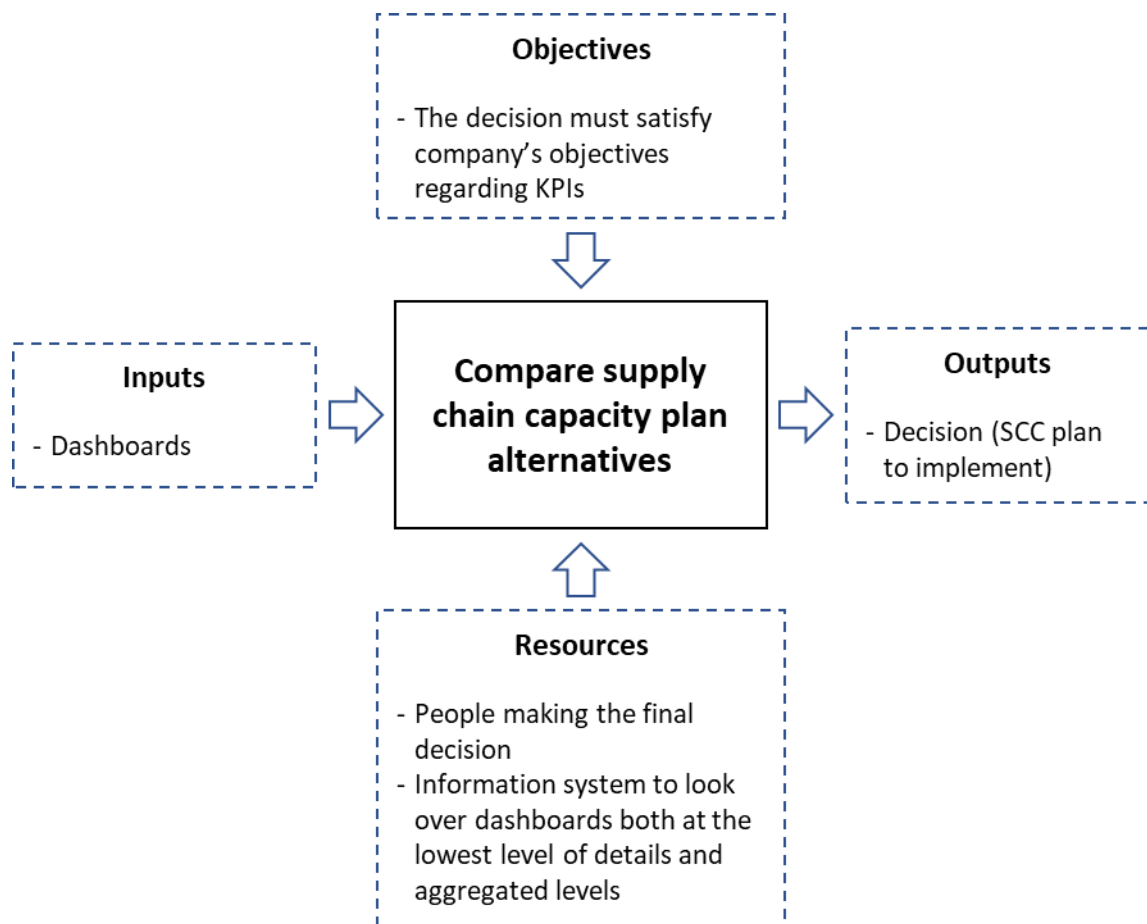 Objectives
- The decision must satisfy
company’s objectives
regarding KPIs
Inputs
- Dashboards
Compare supply
chain capacity plan
alternatives
Outputs
- Decision (SCC plan
to implement)
Resources
- People making the final
decision
- Information system to look
over dashboards both at the
lowest level of details and
aggregated levels